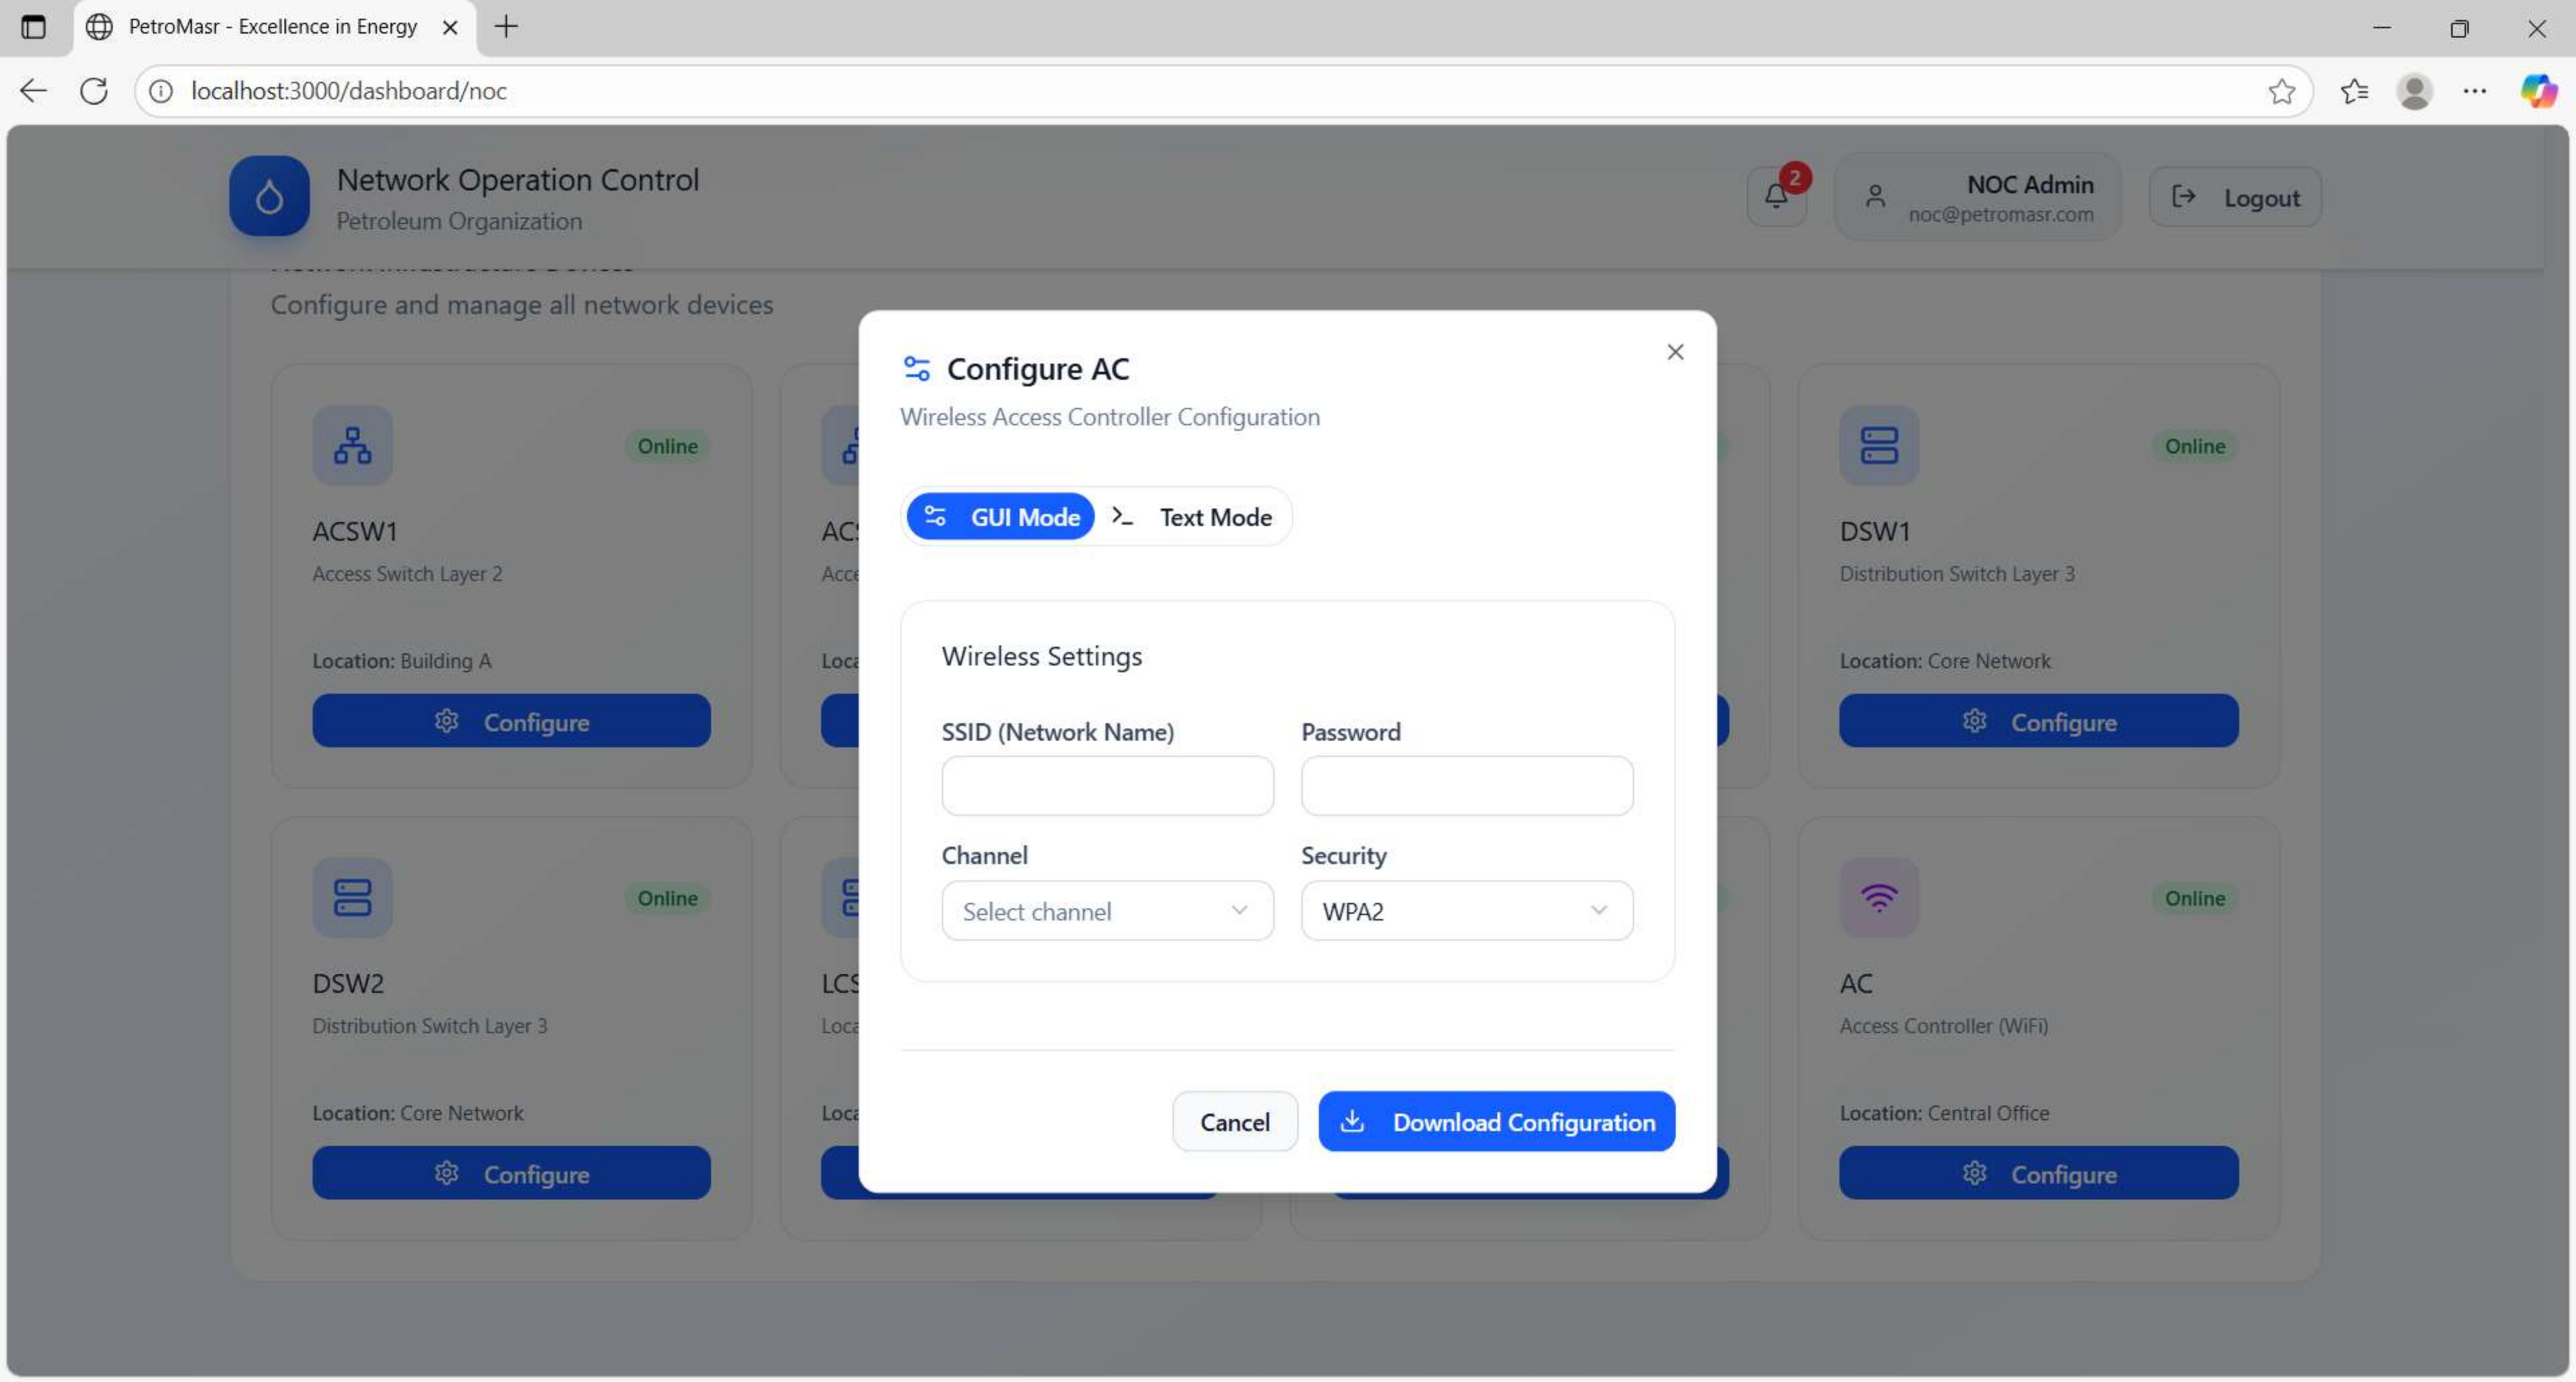 PetroMasr - Excellence in Energy
localhost:3000/dashboard/noc
Network Operation Control
Petroleum Organization
2
NOC Admin
noc@petromasr.com
Logout
Configure and manage all network devices
Online
ACSW1
Access Switch Layer 2
Location: Building A
Configure
Online
DSW1
Distribution Switch Layer 3
Location: Core Network
Configure
Online
DSW2
Distribution Switch Layer 3
Location: Core Network
Configure
Online
AC
Access Controller (WiFi)
Location: Central Office
Configure
Configure AC
Wireless Access Controller Configuration
GUI Mode
Text Mode
Wireless Settings
SSID (Network Name)
Password
Channel
Security
Select channel
WPA2
Cancel
Download Configuration